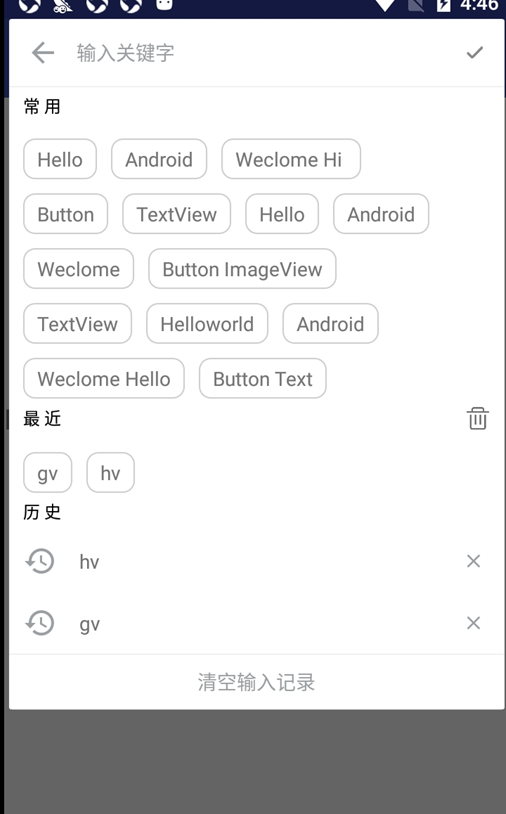 4:46
输入关键字
常用
Hello Android Weclome Hi
Button TextView Hello Android
Weclome Button ImageView
TextView Helloworld Android
Weclome Hello Button Text
最近
gv hv
历史
hv
gv
清空输入记录